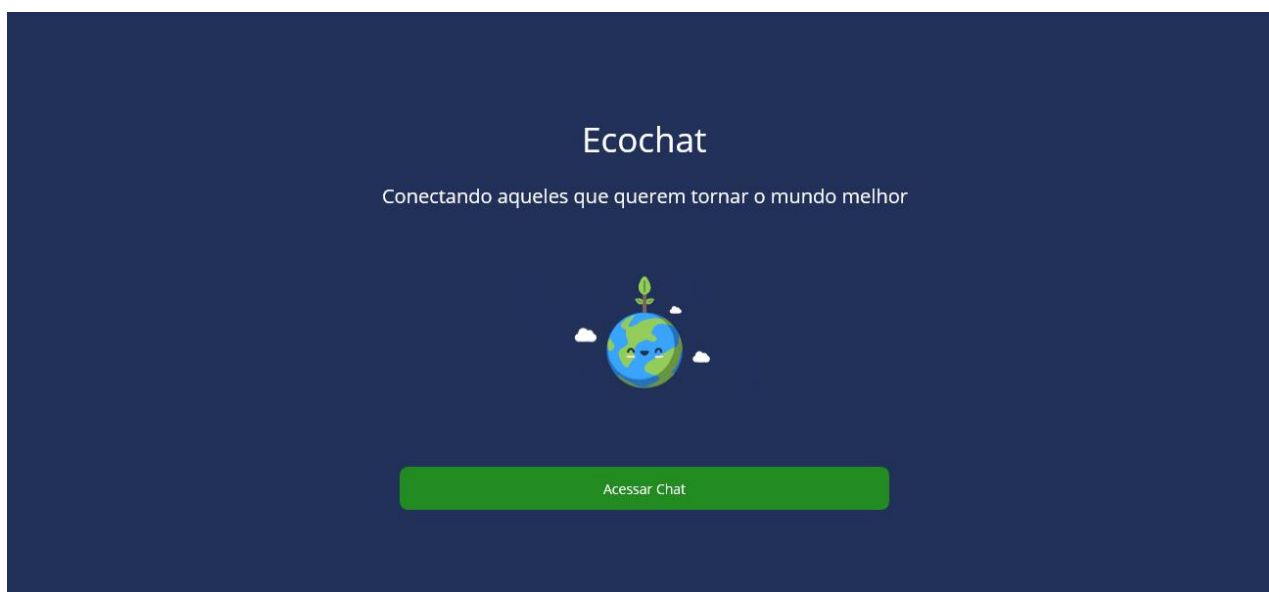 Ecochat
Conectando aqueles que querem tornar o mundo melhor
Acessar Chat